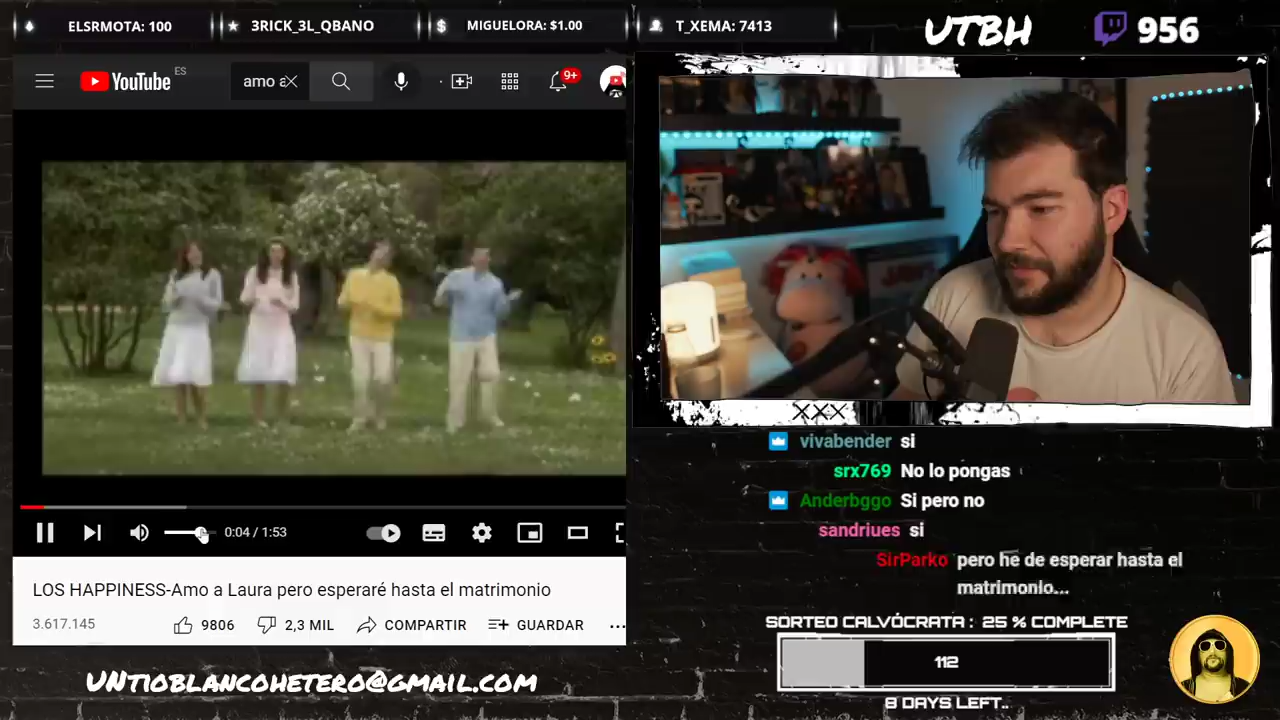 ELSRMOTA: 100
3RICK_3L_QBANO
MIGUELORA: $1.00
T_XEMA: 7413
UTBH
956
YouTube ES
amo a
9+
0:04 / 1:53
LOS HAPPINESS-Amo a Laura pero esperaré hasta el matrimonio
3.617.145
9806
2,3 MIL
COMPARTIR
GUARDAR
UNTIOBLANCOHETERO@GMAIL.COM
XXX
vivabender si
srx769 No lo pongas
Anderbggo Si pero no
sandriues si
SirParko pero he de esperar hasta el
matrimonio...
SORTEO CALVÓCRATA : 25 % COMPLETE
112
8 DAYS LEFT..